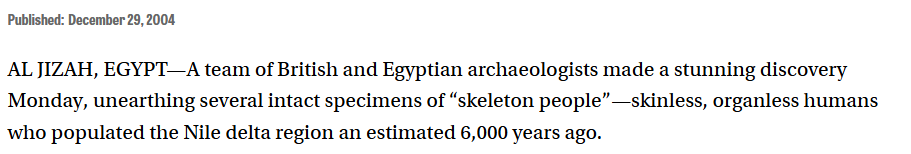 Published: December 29, 2004
AL JIZAH, EGYPT—A team of British and Egyptian archaeologists made a stunning discovery
Monday, unearthing several intact specimens of “skeleton people”—skinless, organless humans
who populated the Nile delta region an estimated 6,000 years ago.